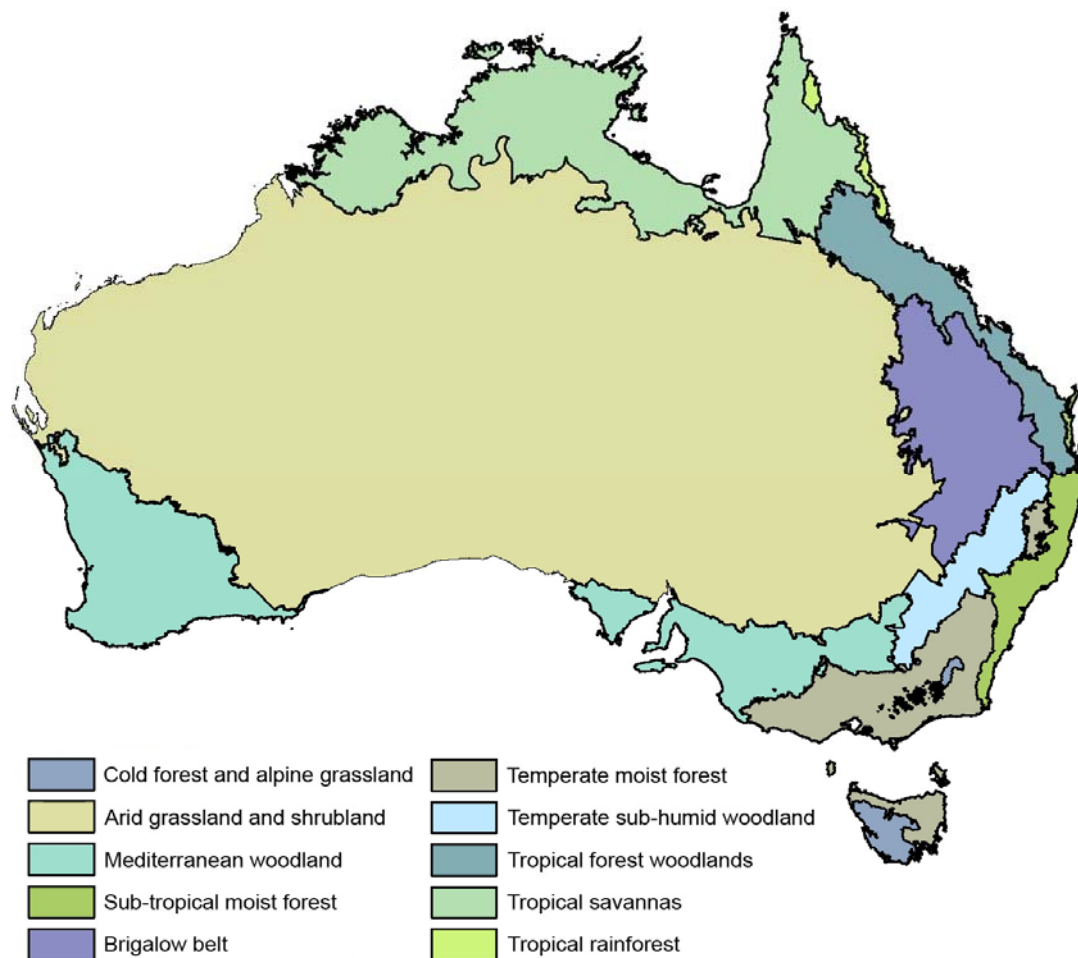 Cold forest and alpine grassland
Arid grassland and shrubland
Mediterranean woodland
Sub-tropical moist forest
Brigalow belt
Temperate moist forest
Temperate sub-humid woodland
Tropical forest woodlands
Tropical savannas
Tropical rainforest